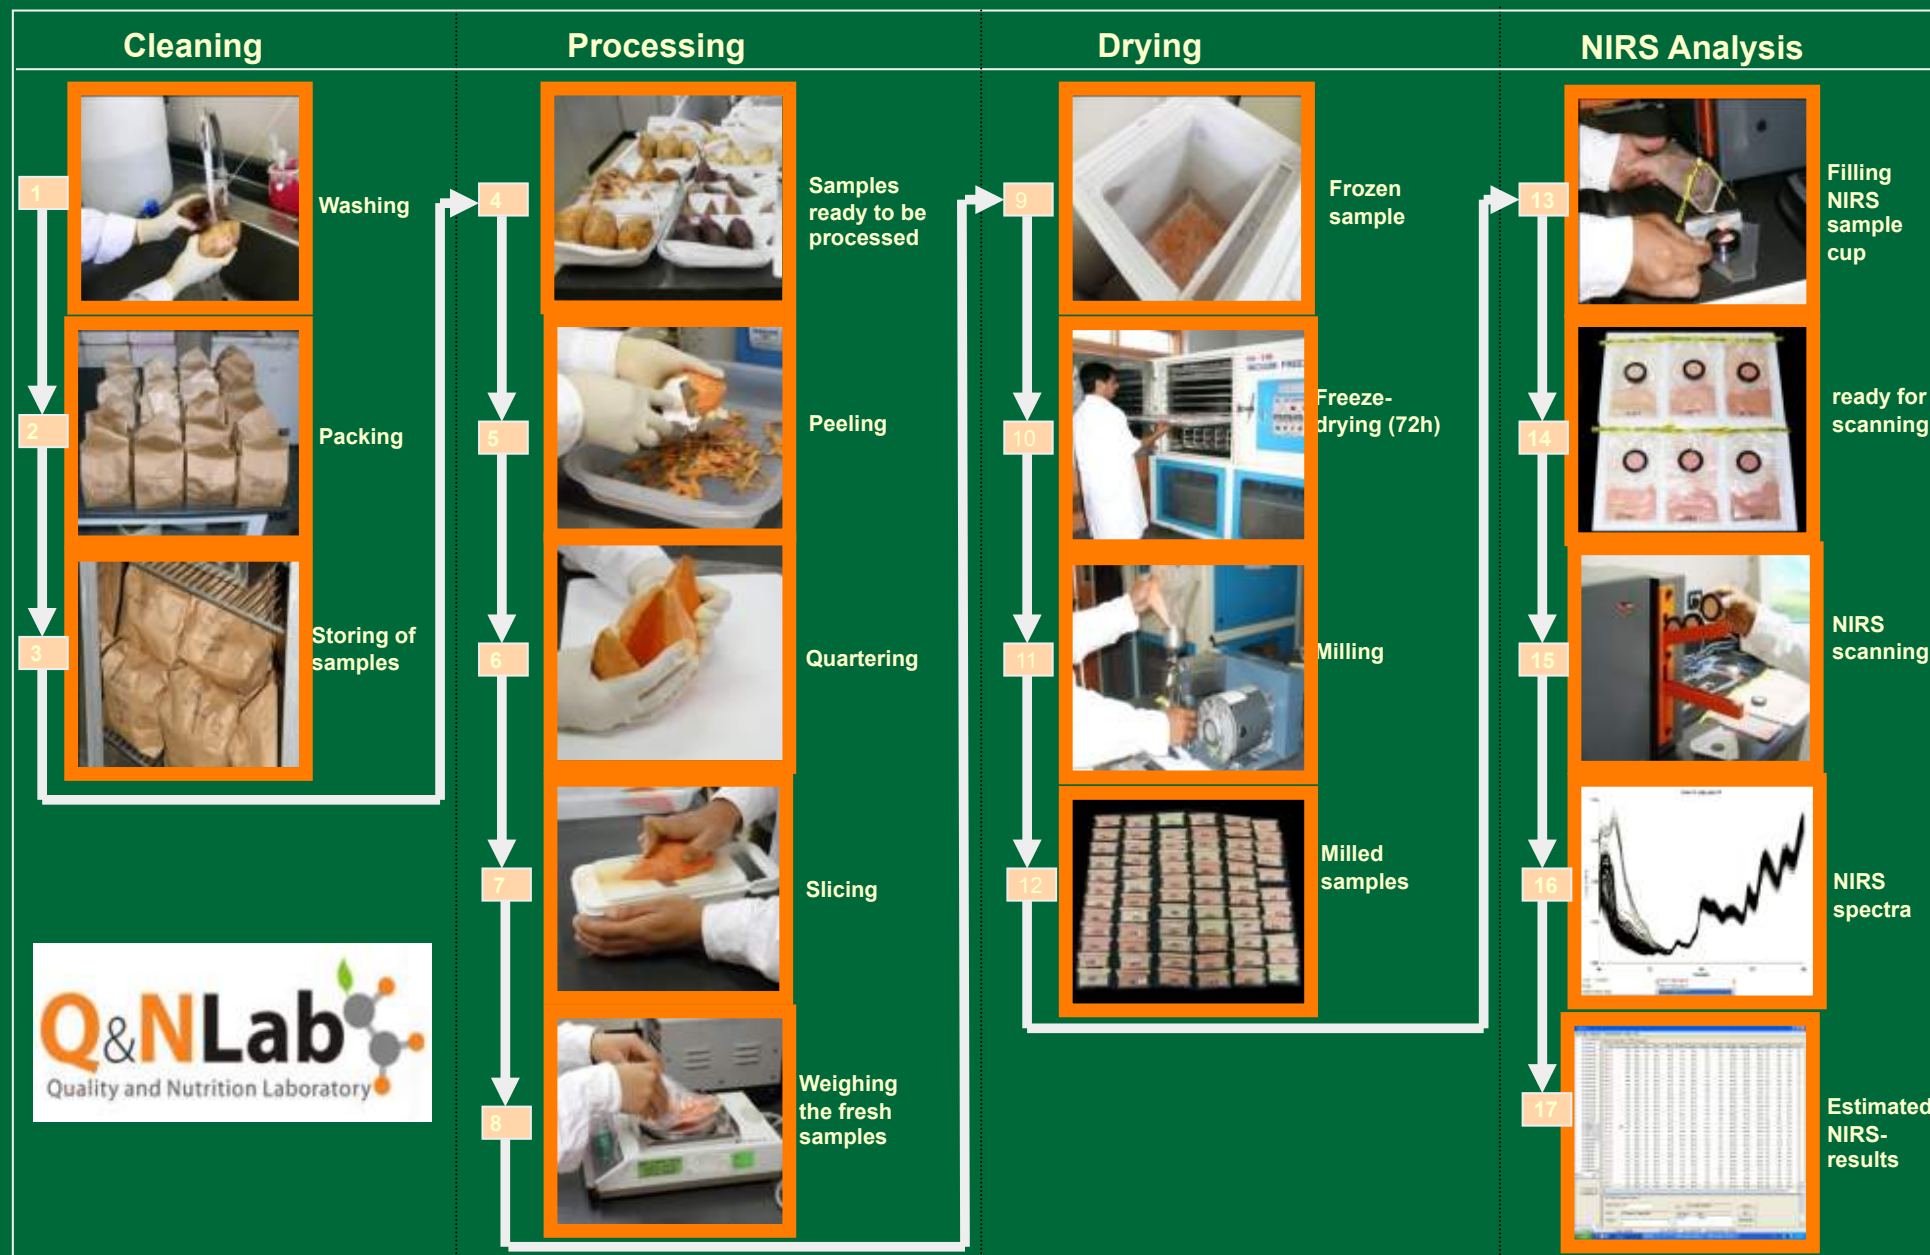 Cleaning
Processing
Drying
NIRS Analysis
1
Washing
2
Packing
3
Storing of
samples
4
Samples
ready to be
processed
5
Peeling
6
Quartering
7
Slicing
8
Weighing
the fresh
samples
9
Frozen
sample
10
Freeze-
drying (72h)
11
Milling
12
Milled
samples
13
Filling
NIRS
sample
cup
14
ready for
scanning
15
NIRS
scanning
16
NIRS
spectra
17
Estimated
NIRS-
results
Q&NLab
Quality and Nutrition Laboratory